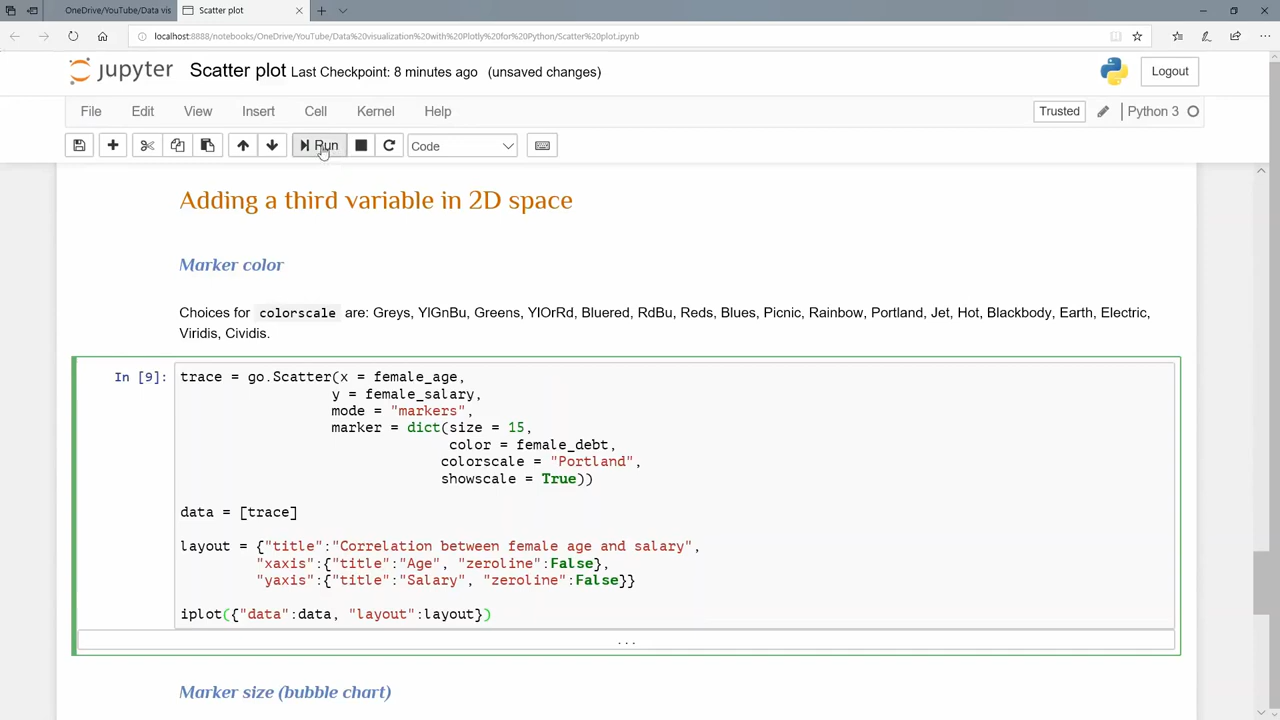 OneDrive/YouTube/Data vis
Scatter plot
localhost:8888/notebooks/OneDrive/YouTube/Data%20visualization%20with%20Plotly%20for%20Python/Scatter%20plot.ipynb
jupyter Scatter plot Last Checkpoint: 8 minutes ago (unsaved changes)
Logout
File Edit View Insert Cell Kernel Help
Trusted Python 3
Run Code
Adding a third variable in 2D space
Marker color
Choices for colorscale are: Greys, YlGnBu, Greens, YlOrRd, Bluered, RdBu, Reds, Blues, Picnic, Rainbow, Portland, Jet, Hot, Blackbody, Earth, Electric,
Viridis, Cividis.
In [9]: trace = go.Scatter(x = female_age,
y = female_salary,
mode = "markers",
marker = dict(size = 15,
color = female_debt,
colorscale = "Portland",
showscale = True))
data = [trace]
layout = {"title":"Correlation between female age and salary",
"xaxis":{"title":"Age", "zeroline":False},
"yaxis":{"title":"Salary", "zeroline":False}}
iplot({"data":data, "layout":layout})
...
Marker size (bubble chart)